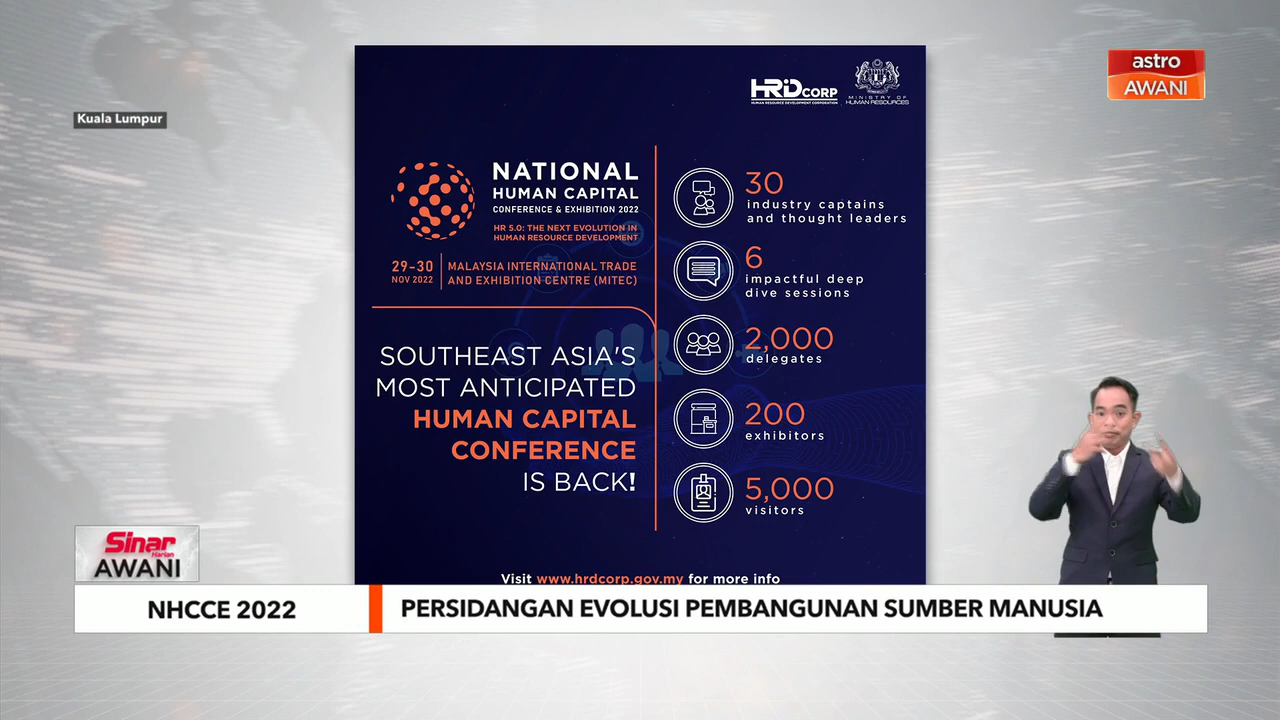 astro
AWANI
Kuala Lumpur
HRDCORP
HUMAN RESOURCE DEVELOPMENT CORPORATION
MINISTRY OF
HUMAN RESOURCES
NATIONAL
HUMAN CAPITAL
CONFERENCE & EXHIBITION 2022
HR 5.0: THE NEXT EVOLUTION IN
HUMAN RESOURCE DEVELOPMENT
29-30
NOV 2022
MALAYSIA INTERNATIONAL TRADE
AND EXHIBITION CENTRE (MITEC)
SOUTHEAST ASIA'S
MOST ANTICIPATED
HUMAN CAPITAL
CONFERENCE
IS BACK!
30
industry captains
and thought leaders
6
impactful deep
dive sessions
2,000
delegates
200
exhibitors
5,000
visitors
Visit www.hrdcorp.gov.my for more info
Sinar
Harian
AWANI
NHCCE 2022
PERSIDANGAN EVOLUSI PEMBANGUNAN SUMBER MANUSIA